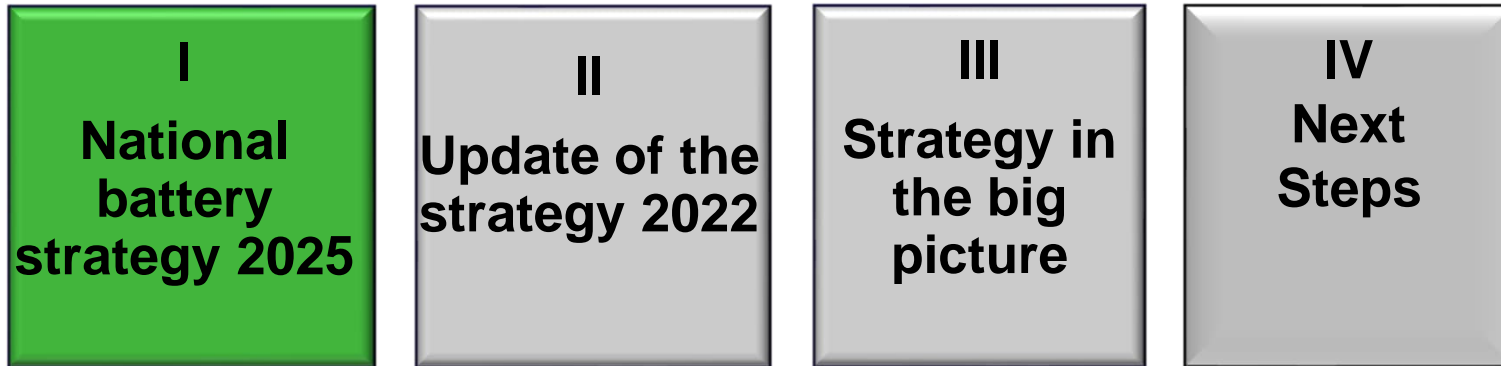 I
National
battery
strategy 2025
II
Update of the
strategy 2022
III
Strategy in
the big
picture
IV
Next
Steps